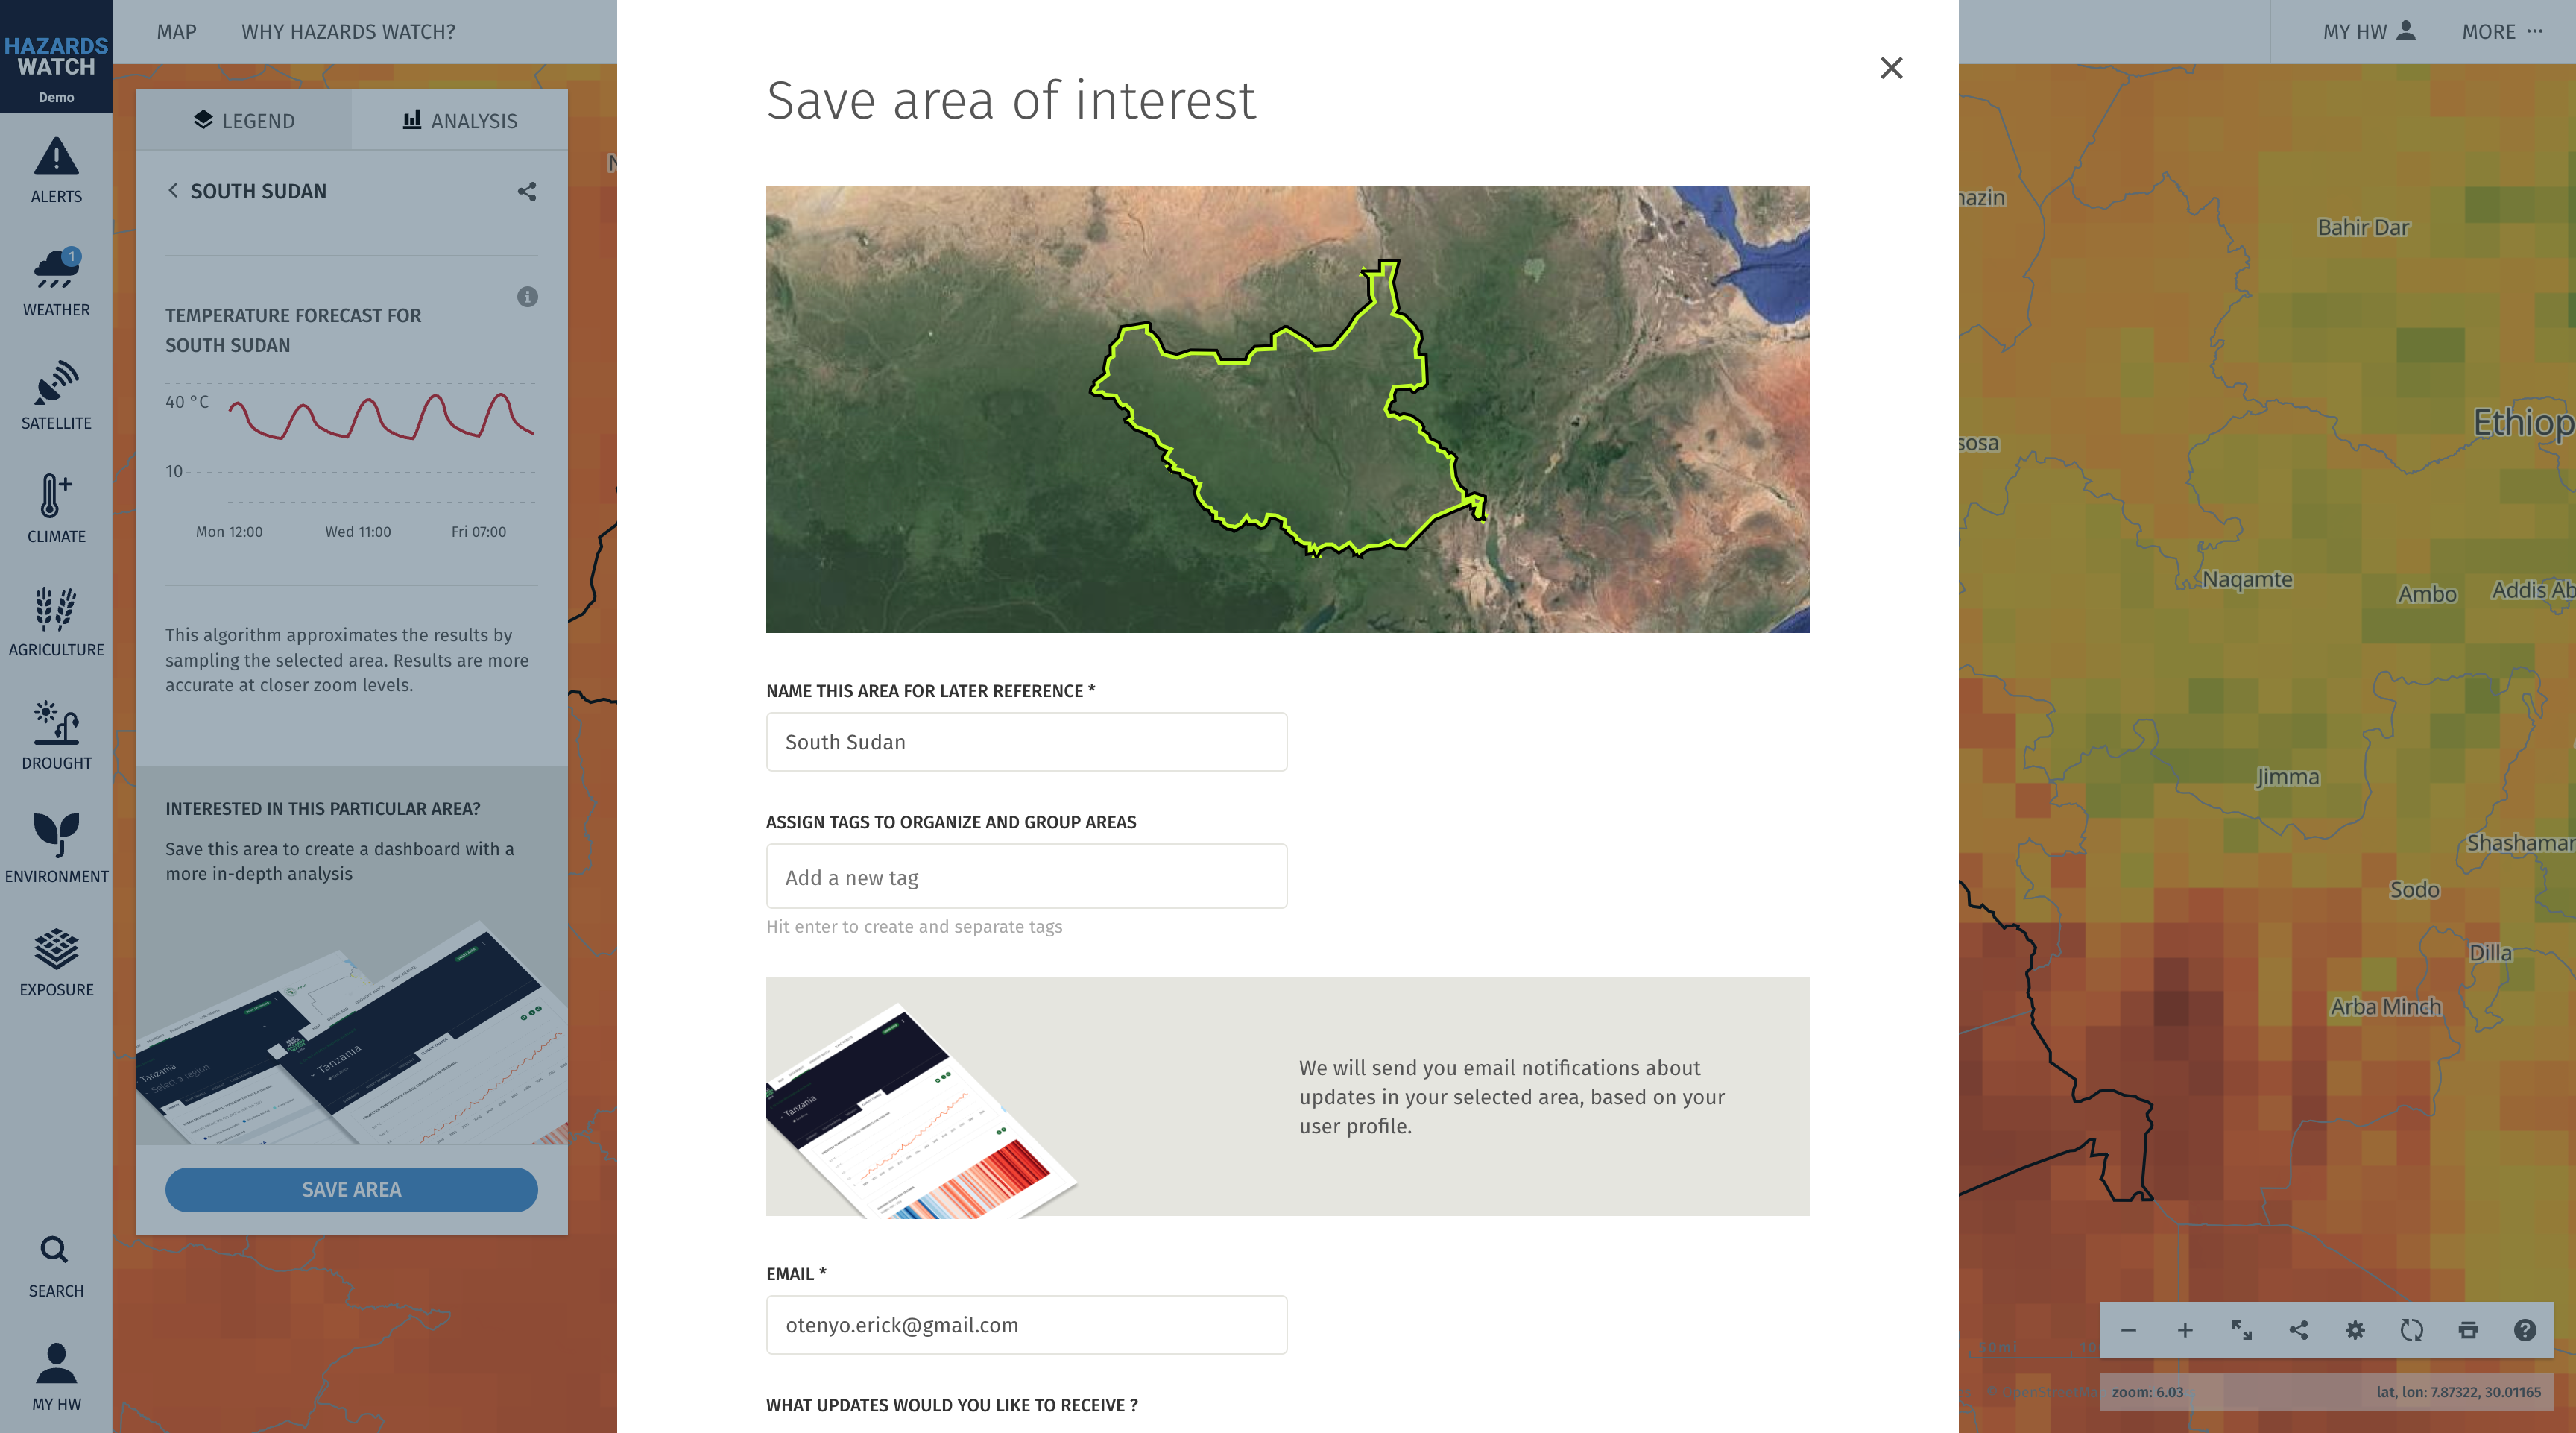 HAZARDS
WATCH
Demo
MAP
WHY HAZARDS WATCH?
MY HW
MORE
ALERTS
1
WEATHER
SATELLITE
CLIMATE
AGRICULTURE
DROUGHT
ENVIRONMENT
EXPOSURE
SEARCH
MY HW
LEGEND
ANALYSIS
SOUTH SUDAN
TEMPERATURE FORECAST FOR
SOUTH SUDAN
40 °C
10
Mon 12:00
Wed 11:00
Fri 07:00
This algorithm approximates the results by
sampling the selected area. Results are more
accurate at closer zoom levels.
INTERESTED IN THIS PARTICULAR AREA?
Save this area to create a dashboard with a
more in-depth analysis
Tanzania
Select a region
Tanzania
SAVE AREA
Save area of interest
NAME THIS AREA FOR LATER REFERENCE *
South Sudan
ASSIGN TAGS TO ORGANIZE AND GROUP AREAS
Add a new tag
Hit enter to create and separate tags
Tanzania
We will send you email notifications about
updates in your selected area, based on your
user profile.
EMAIL *
otenyo.erick@gmail.com
WHAT UPDATES WOULD YOU LIKE TO RECEIVE ?
N
nazin
Bahir Dar
Ethiop
sosa
Naqamte
Ambo
Addis Ab
Jimma
Shashamar
Sodo
Dilla
Arba Minch
zoom: 6.03
lat, lon: 7.87322, 30.01165